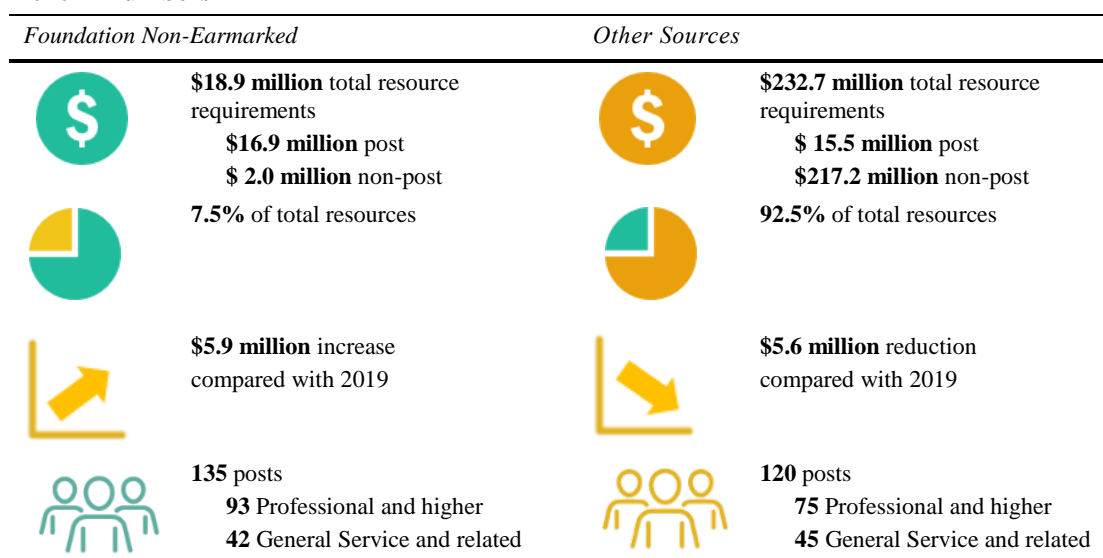 Foundation Non-Earmarked
$18.9 million total resource
requirements
$16.9 million post
$ 2.0 million non-post
7.5% of total resources
$5.9 million increase
compared with 2019
135 posts
93 Professional and higher
42 General Service and related
Other Sources
$232.7 million total resource
requirements
$ 15.5 million post
$217.2 million non-post
92.5% of total resources
$5.6 million reduction
compared with 2019
120 posts
75 Professional and higher
45 General Service and related